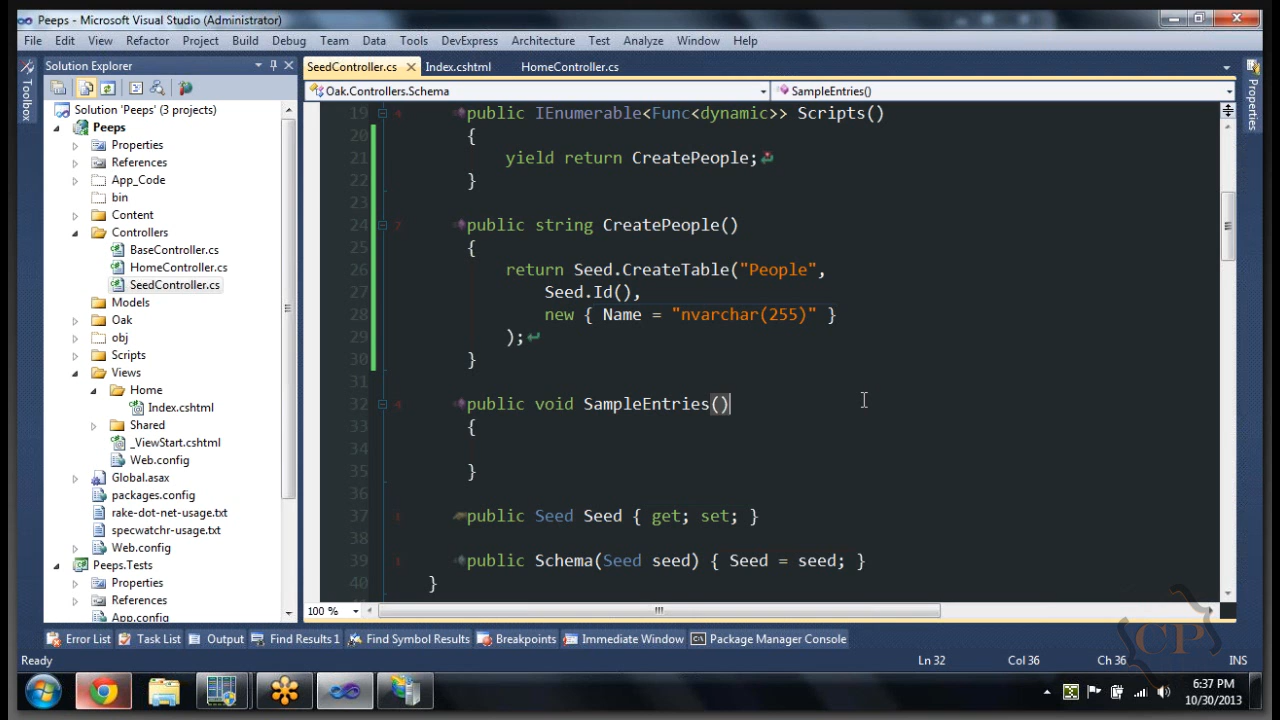 Peeps - Microsoft Visual Studio (Administrator)
File Edit View Refactor Project Build Debug Team Data Tools DevExpress Architecture Test Analyze Window Help
Toolbox
Solution Explorer
Solution 'Peeps' (3 projects)
Peeps
Properties
References
App_Code
bin
Content
Controllers
BaseController.cs
HomeController.cs
SeedController.cs
Models
Oak
obj
Scripts
Views
Home
Index.cshtml
Shared
_ViewStart.cshtml
Web.config
Global.asax
packages.config
rake-dot-net-usage.txt
specwatchr-usage.txt
Web.config
Peeps.Tests
Properties
References
App.config
SeedController.cs Index.cshtml HomeController.cs
Oak.Controllers.Schema SampleEntries()
19 public IEnumerable<Func<dynamic>> Scripts()
20 {
21 yield return CreatePeople;
22 }
23
24 public string CreatePeople()
25 {
26 return Seed.CreateTable("People",
27 Seed.Id(),
28 new { Name = "nvarchar(255)" }
29 );
30 }
31
32 public void SampleEntries()
33 {
34
35 }
36
37 public Seed Seed { get; set; }
38
39 public Schema(Seed seed) { Seed = seed; }
40 }
100 %
Properties
Error List Task List Output Find Results 1 Find Symbol Results Breakpoints Immediate Window Package Manager Console
Ready Ln 32 Col 36 Ch 36 INS
CP
6:37 PM
10/30/2013